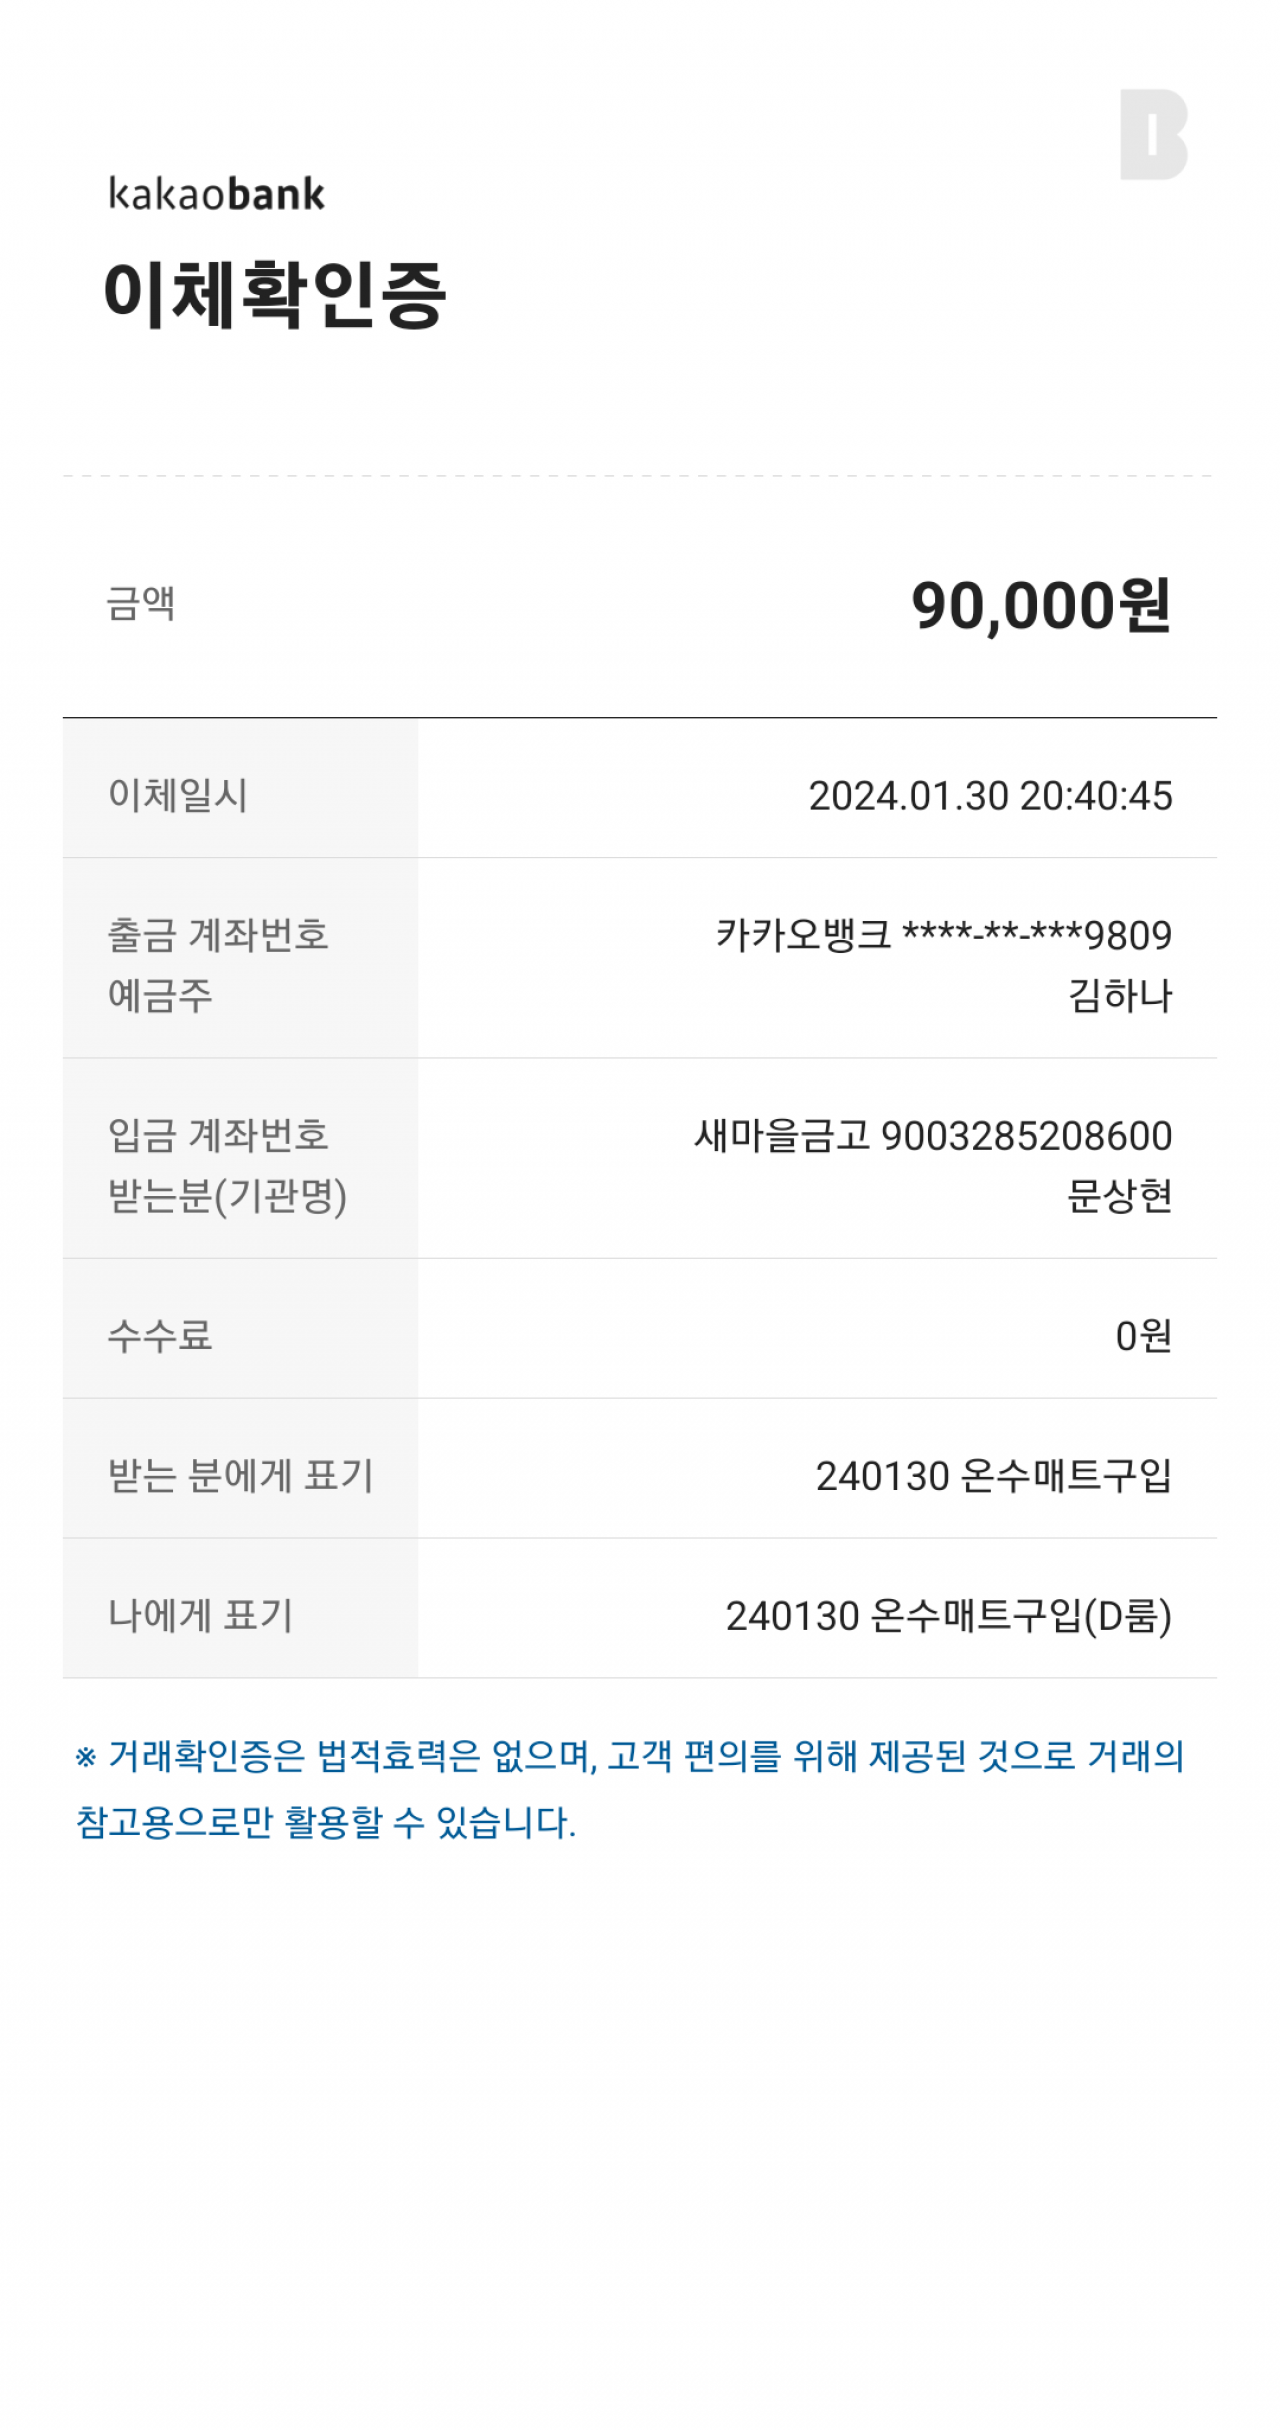 B
kakaobank
이체확인증
금액 90,000원
이체일시 2024.01.30 20:40:45
출금 계좌번호 카카오뱅크 ****-**-***9809
예금주 김하나
입금 계좌번호 새마을금고 9003285208600
받는분(기관명) 문상현
수수료 0원
받는 분에게 표기 240130 온수매트구입
나에게 표기 240130 온수매트구입(D룸)
※ 거래확인증은 법적효력은 없으며, 고객 편의를 위해 제공된 것으로 거래의
참고용으로만 활용할 수 있습니다.